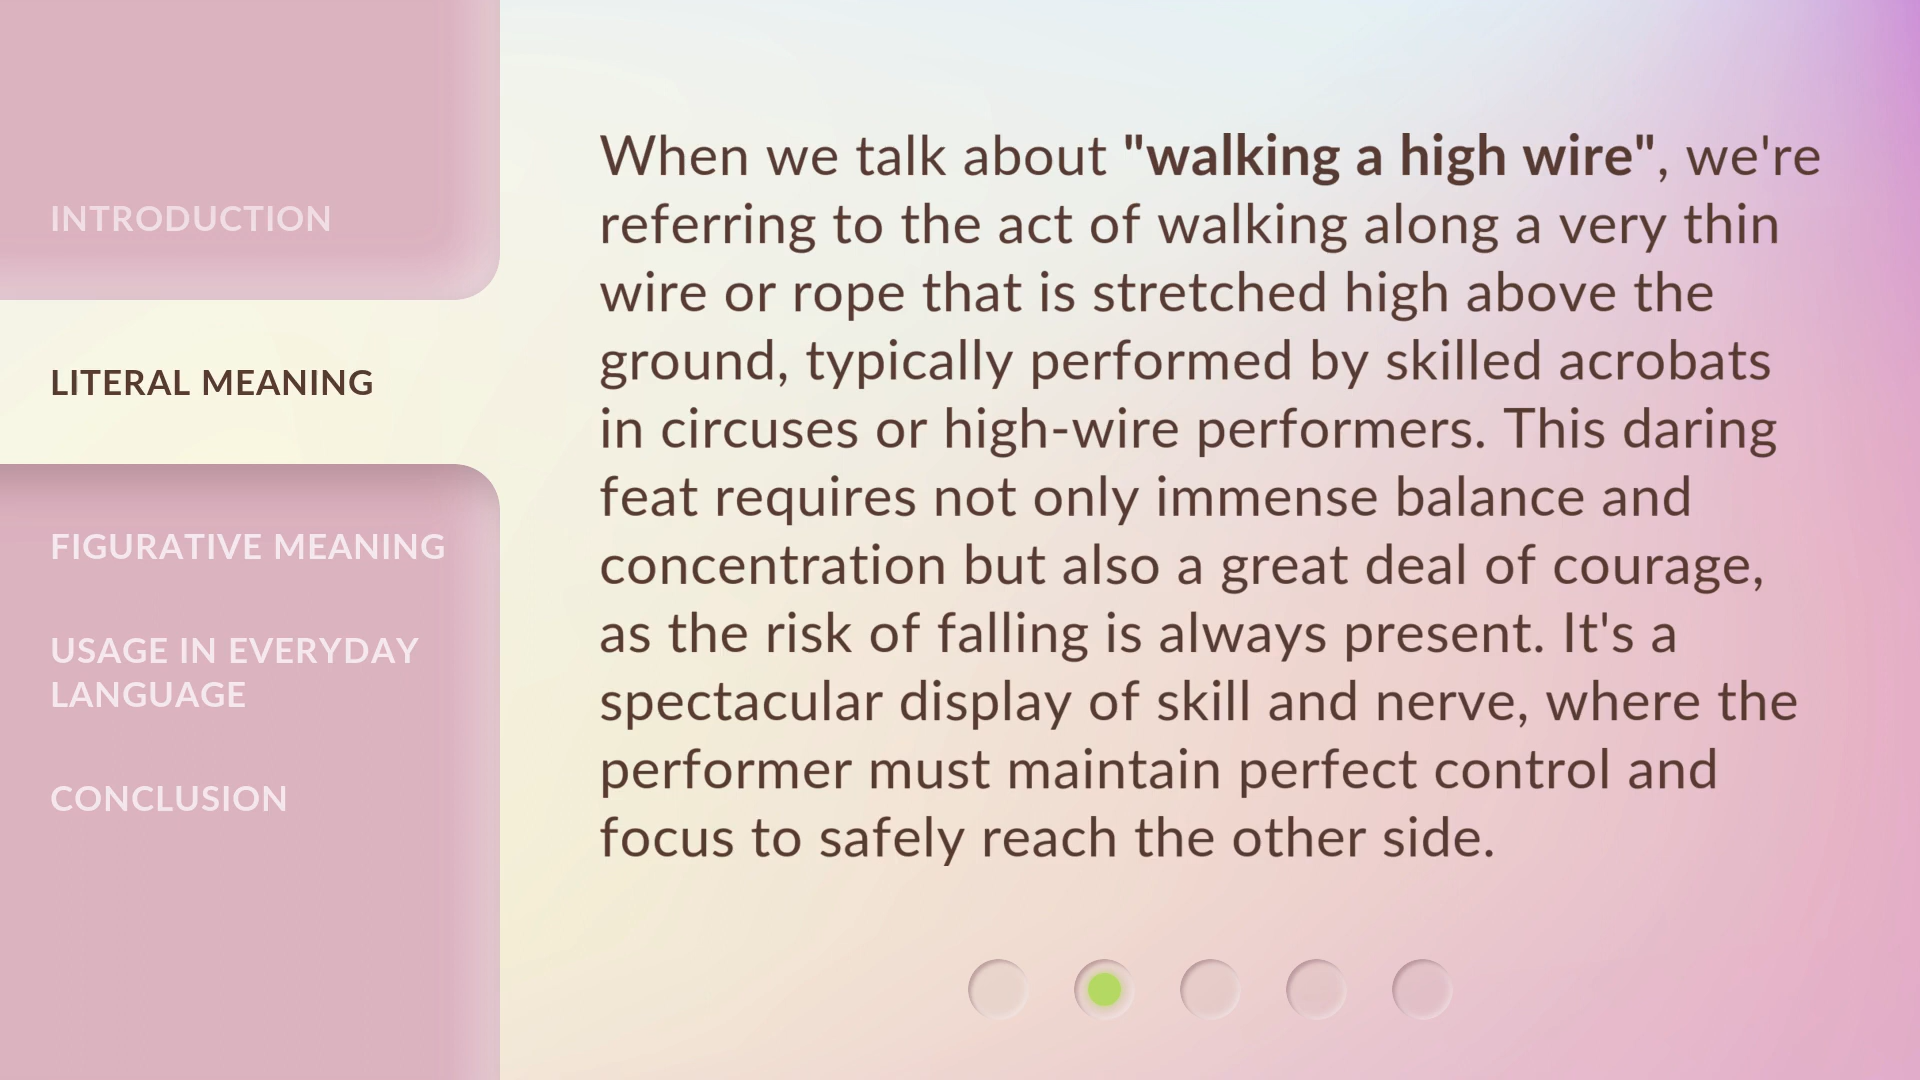 INTRODUCTION
LITERAL MEANING
FIGURATIVE MEANING
USAGE IN EVERYDAY
LANGUAGE
CONCLUSION
When we talk about "walking a high wire", we're
referring to the act of walking along a very thin
wire or rope that is stretched high above the
ground, typically performed by skilled acrobats
in circuses or high-wire performers. This daring
feat requires not only immense balance and
concentration but also a great deal of courage,
as the risk of falling is always present. It's a
spectacular display of skill and nerve, where the
performer must maintain perfect control and
focus to safely reach the other side.